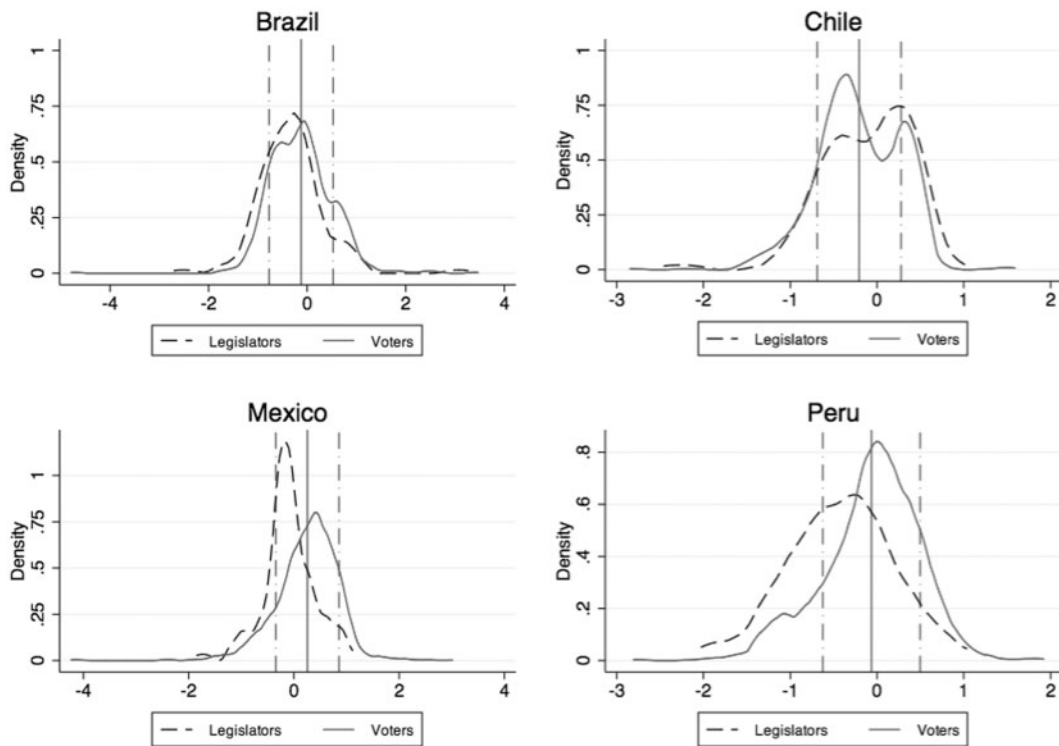 Brazil
Density
1
.75
.5
.25
0
-4
-2
0
2
4
Legislators
Voters
Chile
Density
1
.75
.5
.25
0
-3
-2
-1
0
1
2
Legislators
Voters
Mexico
Density
1
.75
.5
.25
0
-4
-2
0
2
4
Legislators
Voters
Peru
Density
.8
.6
.4
.2
0
-3
-2
-1
0
1
2
Legislators
Voters